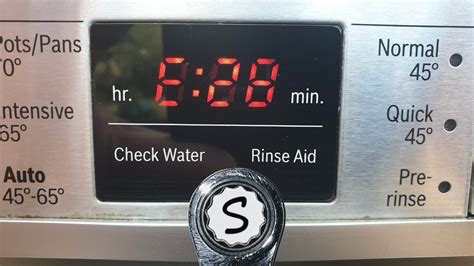 Pots/Pans
70°
Intensive
65°
Auto
45°-65°
hr. E:28 min.
Check Water Rinse Aid
S
Normal
45°
Quick
45°
Pre-
rinse